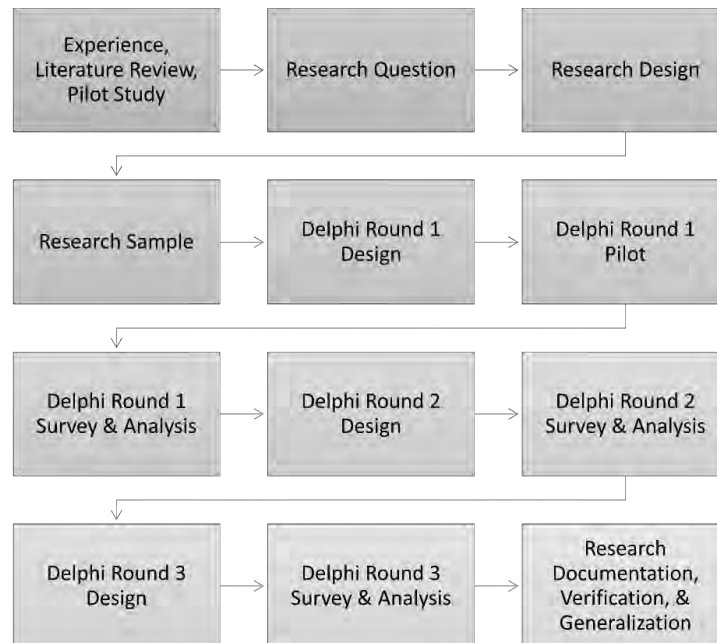 Experience,
Literature Review,
Pilot Study
Research Question
Research Design
Research Sample
Delphi Round 1
Design
Delphi Round 1
Pilot
Delphi Round 1
Survey & Analysis
Delphi Round 2
Design
Delphi Round 2
Survey & Analysis
Delphi Round 3
Design
Delphi Round 3
Survey & Analysis
Research
Documentation,
Verification, &
Generalization